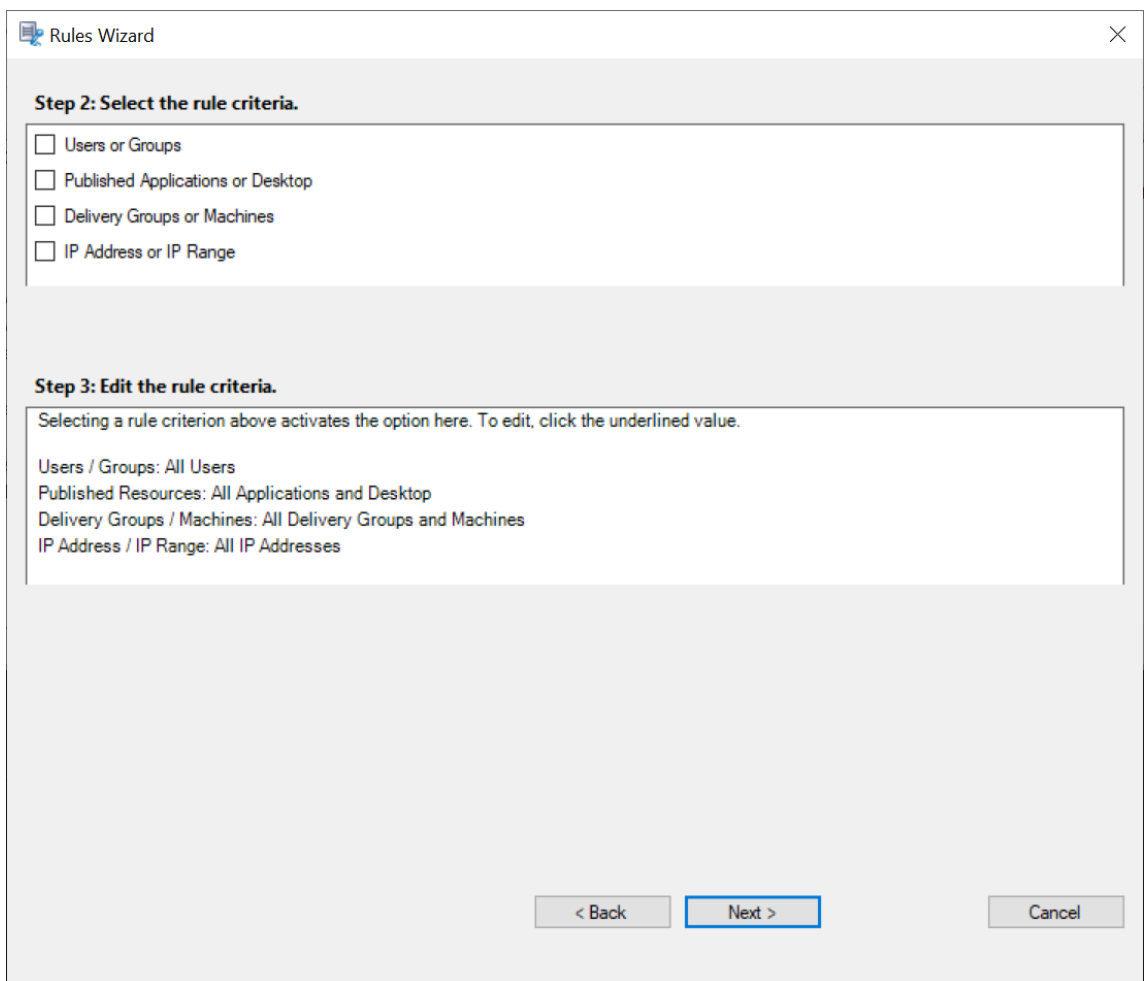 Rules Wizard
Step 2: Select the rule criteria.
Users or Groups
Published Applications or Desktop
Delivery Groups or Machines
IP Address or IP Range
Step 3: Edit the rule criteria.
Selecting a rule criterion above activates the option here. To edit, click the underlined value.
Users / Groups: All Users
Published Resources: All Applications and Desktop
Delivery Groups / Machines: All Delivery Groups and Machines
IP Address / IP Range: All IP Addresses
< Back Next > Cancel